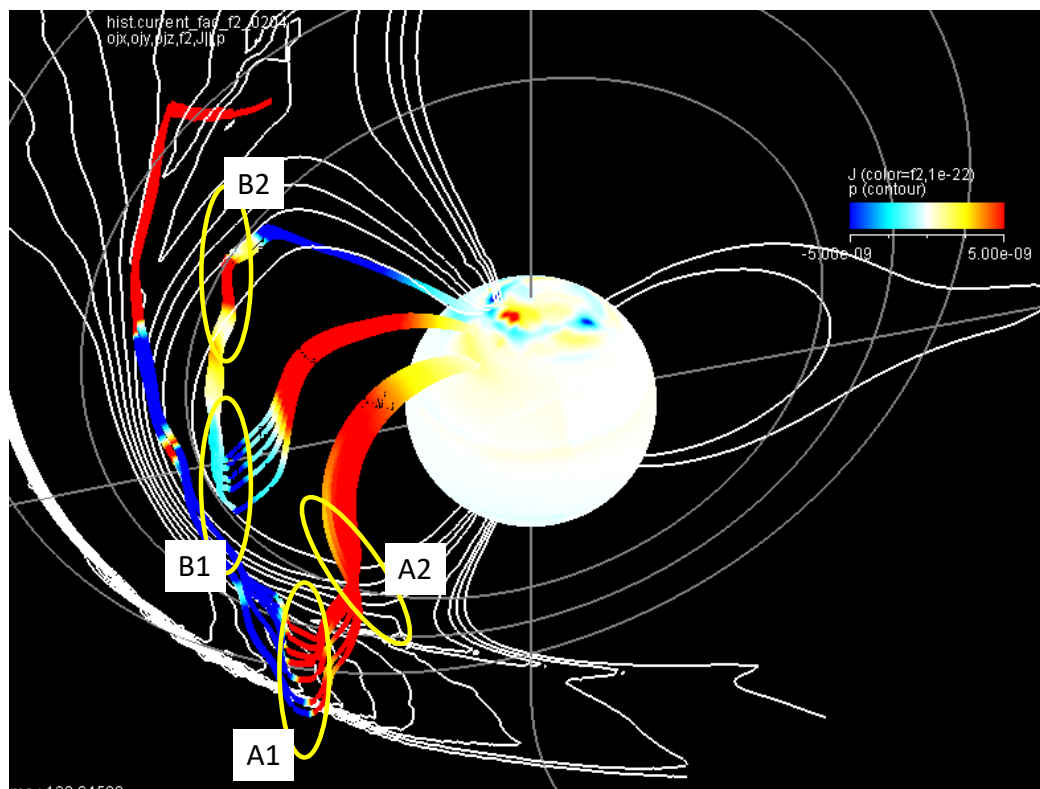 hist.current_fac_f2_0204
ojx,ojy,ojz,f2,J||,p
B2
J (color=f2,1e-22)
p (contour)
-5.00e-09 5.00e-09
B1
A2
A1